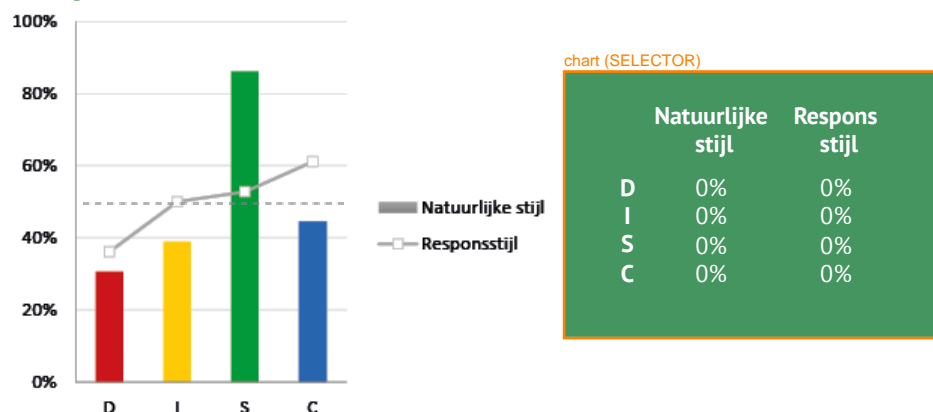 100%
80%
60%
40%
20%
0%
D I S C
Natuurlijke stijl
Responsstijl
chart (SELECTOR)
Natuurlijke Respons
stijl stijl
D 0% 0%
I 0% 0%
S 0% 0%
C 0% 0%